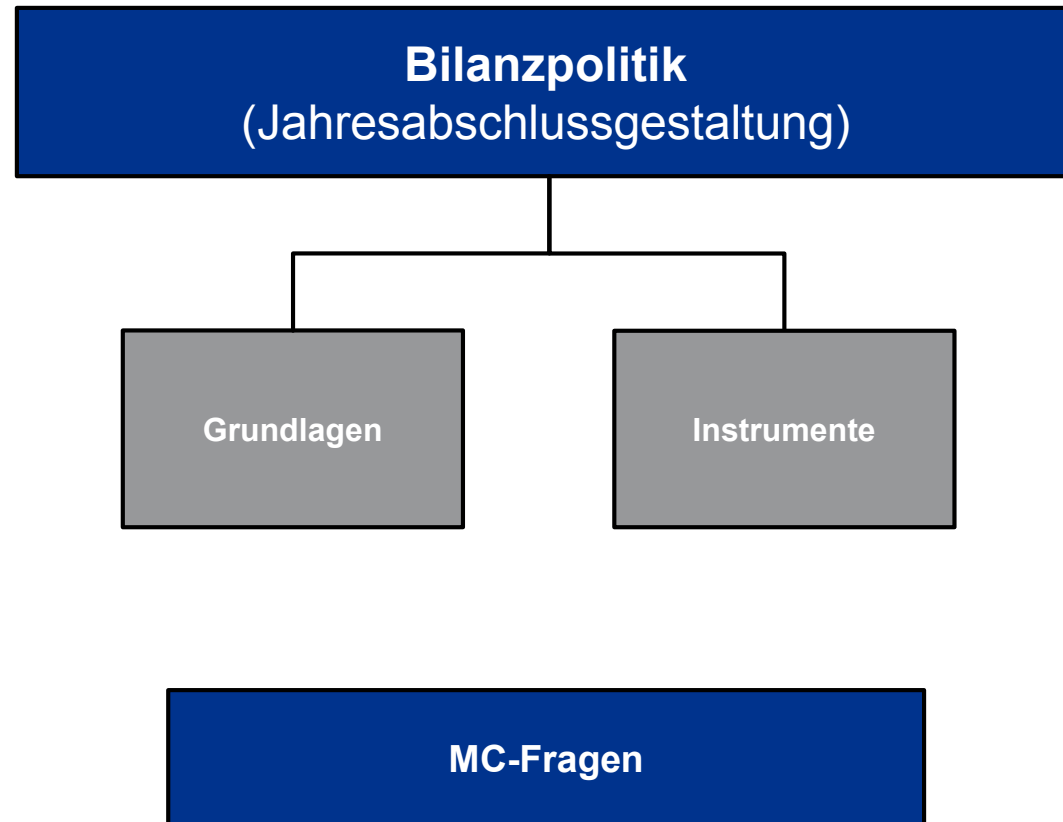 Bilanzpolitik
(Jahresabschlussgestaltung)
Grundlagen
Instrumente
MC-Fragen